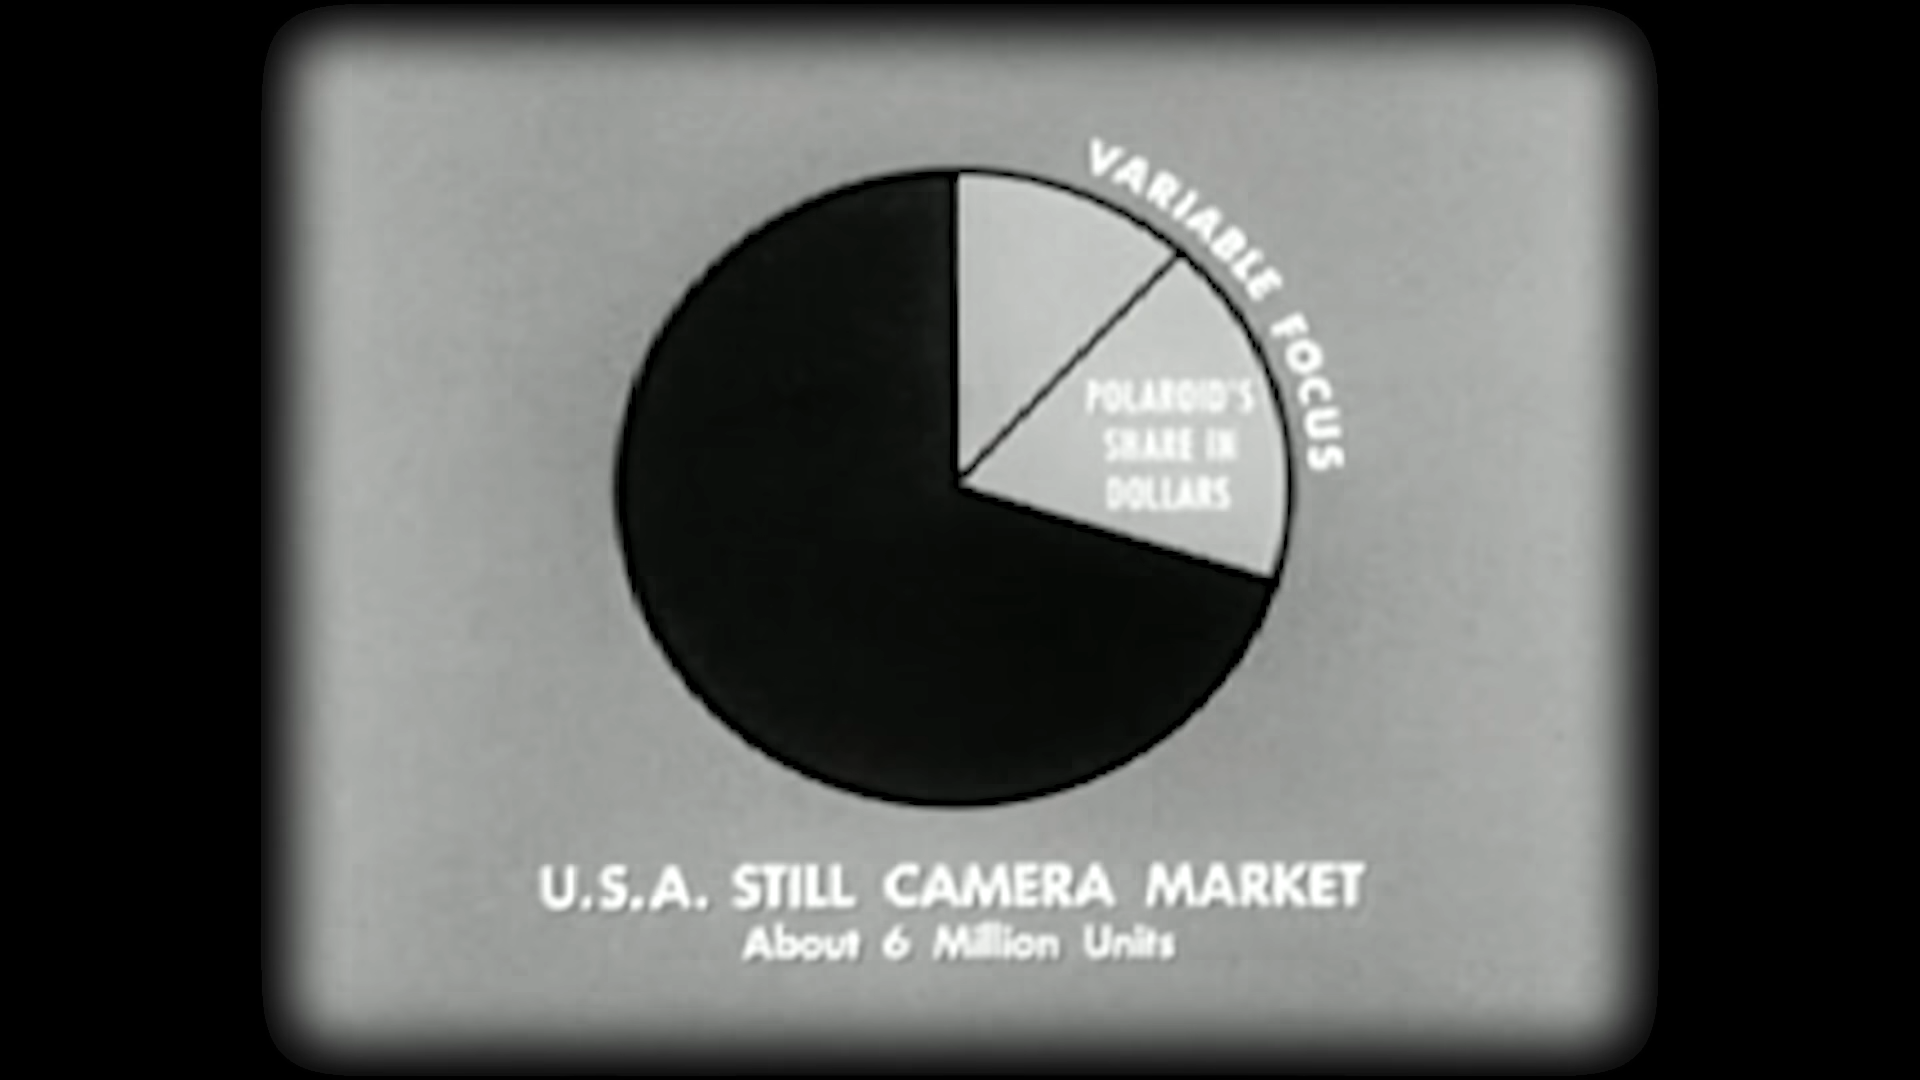 VARIABLE FOCUS
POLAROID'S
SHARE IN
DOLLARS
U.S.A. STILL CAMERA MARKET
About 6 Million Units